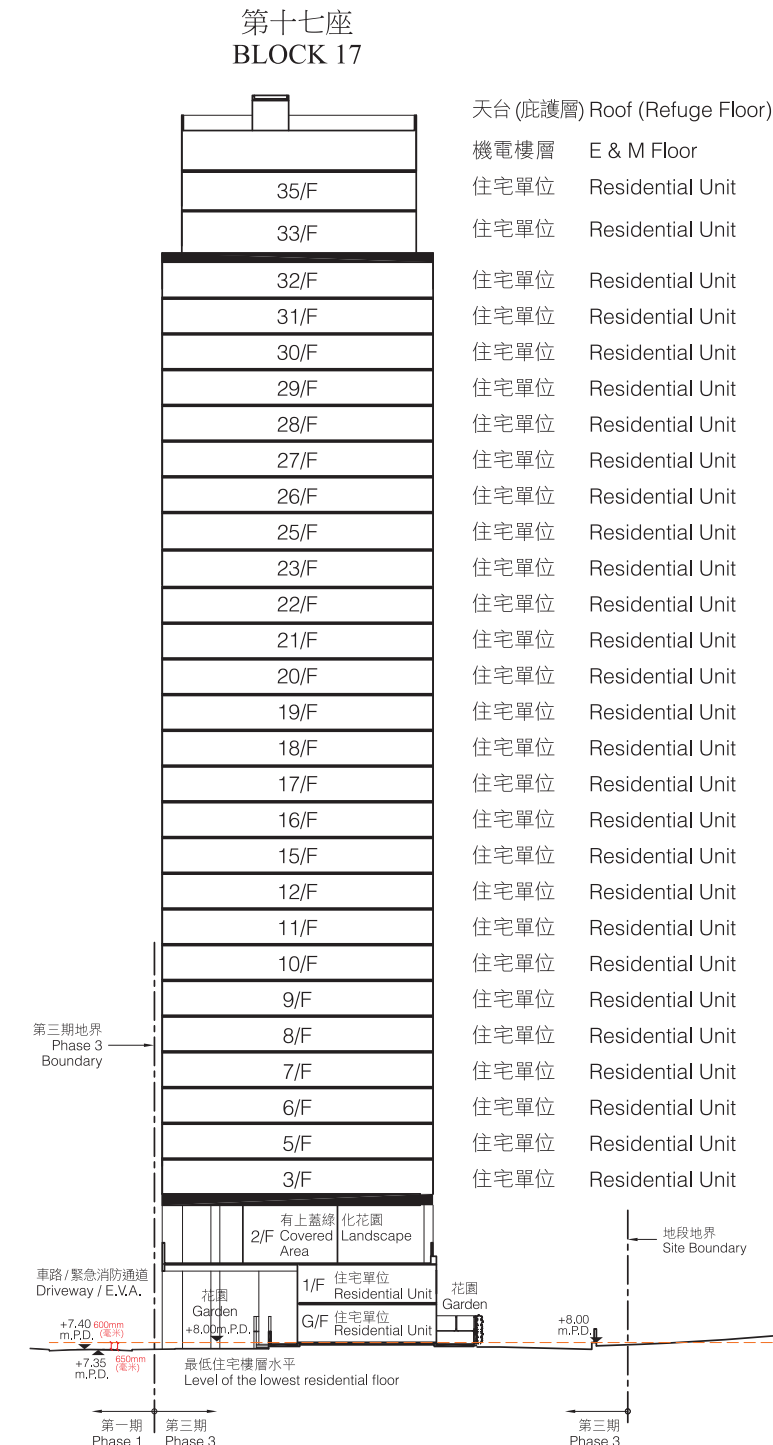 第十七座
BLOCK 17
天台 (庇護層) Roof (Refuge Floor)
機電樓層 E & M Floor
35/F 住宅單位 Residential Unit
33/F 住宅單位 Residential Unit
32/F 住宅單位 Residential Unit
31/F 住宅單位 Residential Unit
30/F 住宅單位 Residential Unit
29/F 住宅單位 Residential Unit
28/F 住宅單位 Residential Unit
27/F 住宅單位 Residential Unit
26/F 住宅單位 Residential Unit
25/F 住宅單位 Residential Unit
23/F 住宅單位 Residential Unit
22/F 住宅單位 Residential Unit
21/F 住宅單位 Residential Unit
20/F 住宅單位 Residential Unit
19/F 住宅單位 Residential Unit
18/F 住宅單位 Residential Unit
17/F 住宅單位 Residential Unit
16/F 住宅單位 Residential Unit
15/F 住宅單位 Residential Unit
12/F 住宅單位 Residential Unit
11/F 住宅單位 Residential Unit
10/F 住宅單位 Residential Unit
9/F 住宅單位 Residential Unit
8/F 住宅單位 Residential Unit
7/F 住宅單位 Residential Unit
6/F 住宅單位 Residential Unit
5/F 住宅單位 Residential Unit
3/F 住宅單位 Residential Unit
第三期地界
Phase 3
Boundary
有上蓋綠 化花園
2/F Covered Landscape
Area
地段地界
Site Boundary
車路/緊急消防通道
Driveway / E.V.A.
1/F 住宅單位
Residential Unit
G/F 住宅單位
Residential Unit
花園
Garden
+8.00m.P.D.
花園
Garden
+8.00
m.P.D.
+7.40 600mm
m.P.D. (毫米)
+7.35 650mm
m.P.D. (毫米)
最低住宅樓層水平
Level of the lowest residential floor
第一期 第三期
Phase 1 Phase 3
第三期
Phase 3